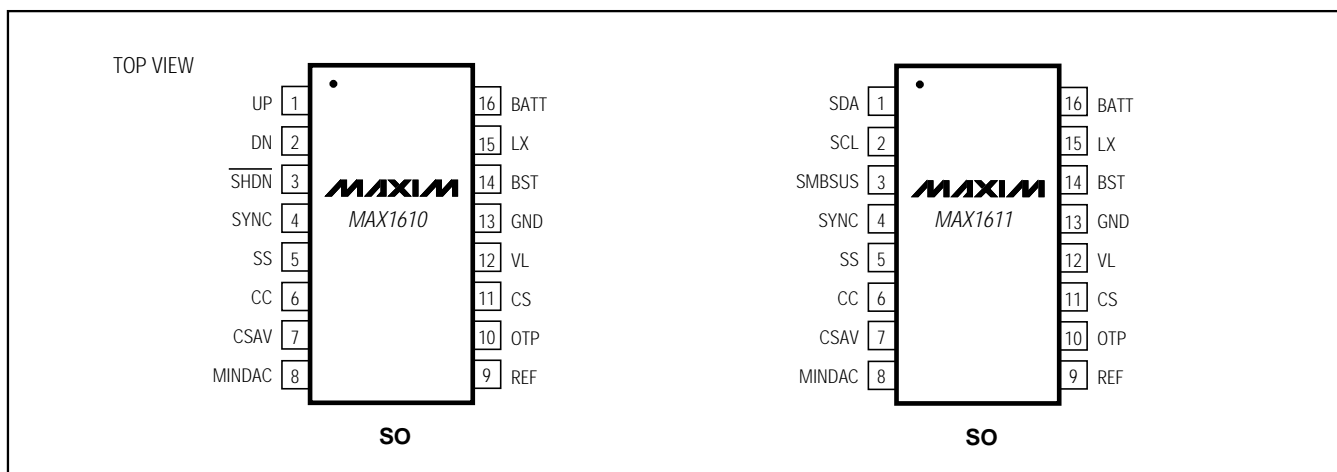 TOP VIEW
UP 1 16 BATT
DN 2 15 LX
SHDN 3 14 BST
SYNC 4 13 GND
SS 5 12 VL
CC 6 11 CS
CSAV 7 10 OTP
MINDAC 8 9 REF
MAXIM
MAX1610
SO
SDA 1 16 BATT
SCL 2 15 LX
SMBSUS 3 14 BST
SYNC 4 13 GND
SS 5 12 VL
CC 6 11 CS
CSAV 7 10 OTP
MINDAC 8 9 REF
MAXIM
MAX1611
SO